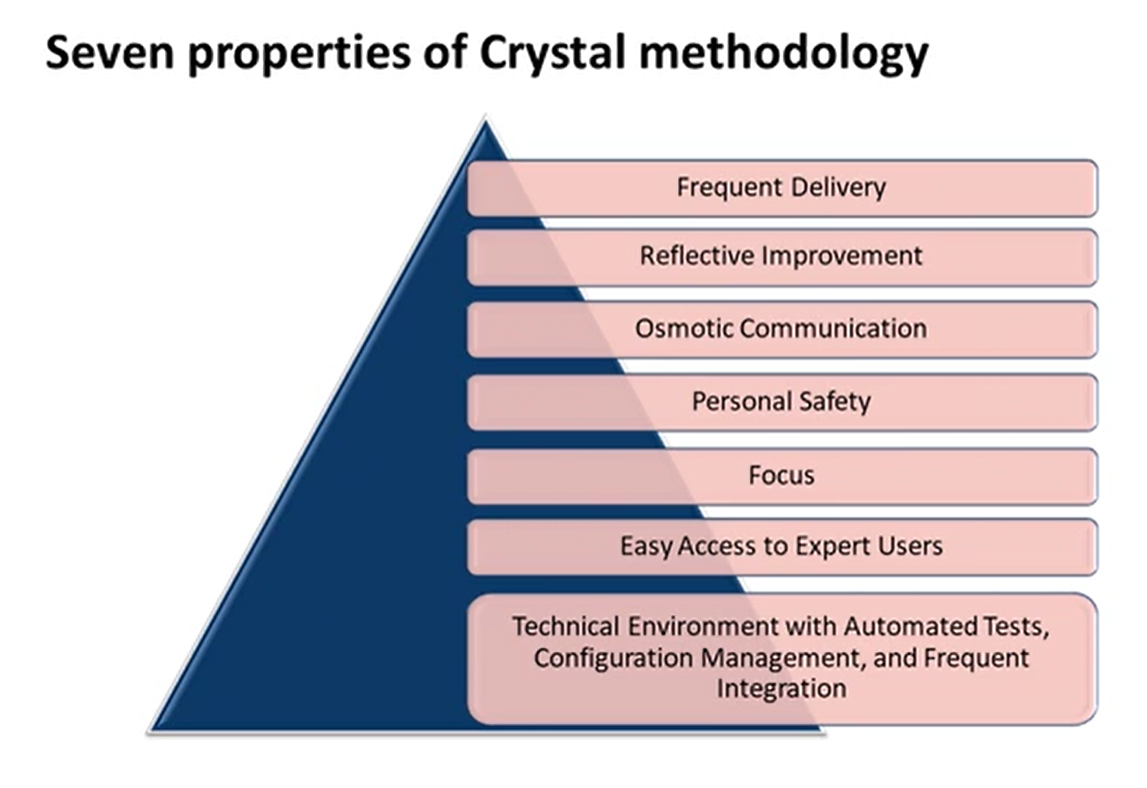 Seven properties of Crystal methodology
Frequent Delivery
Reflective Improvement
Osmotic Communication
Personal Safety
Focus
Easy Access to Expert Users
Technical Environment with Automated Tests,
Configuration Management, and Frequent
Integration